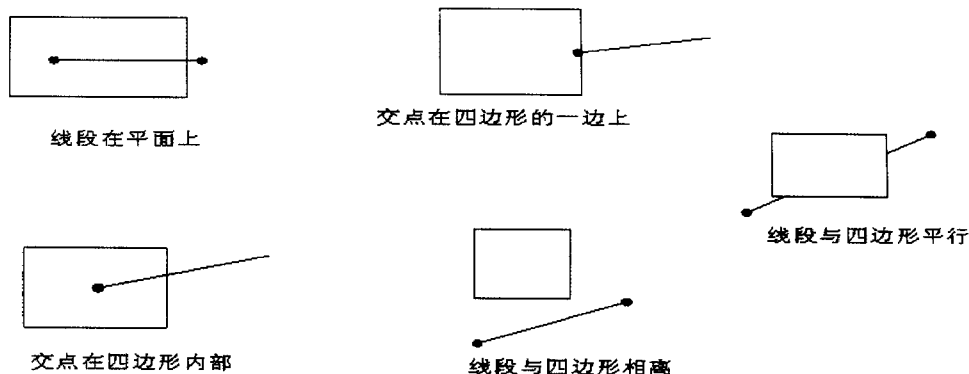 线段在平面上
交点在四边形的一边上
线段与四边形平行
交点在四边形内部
线段与四边形相离